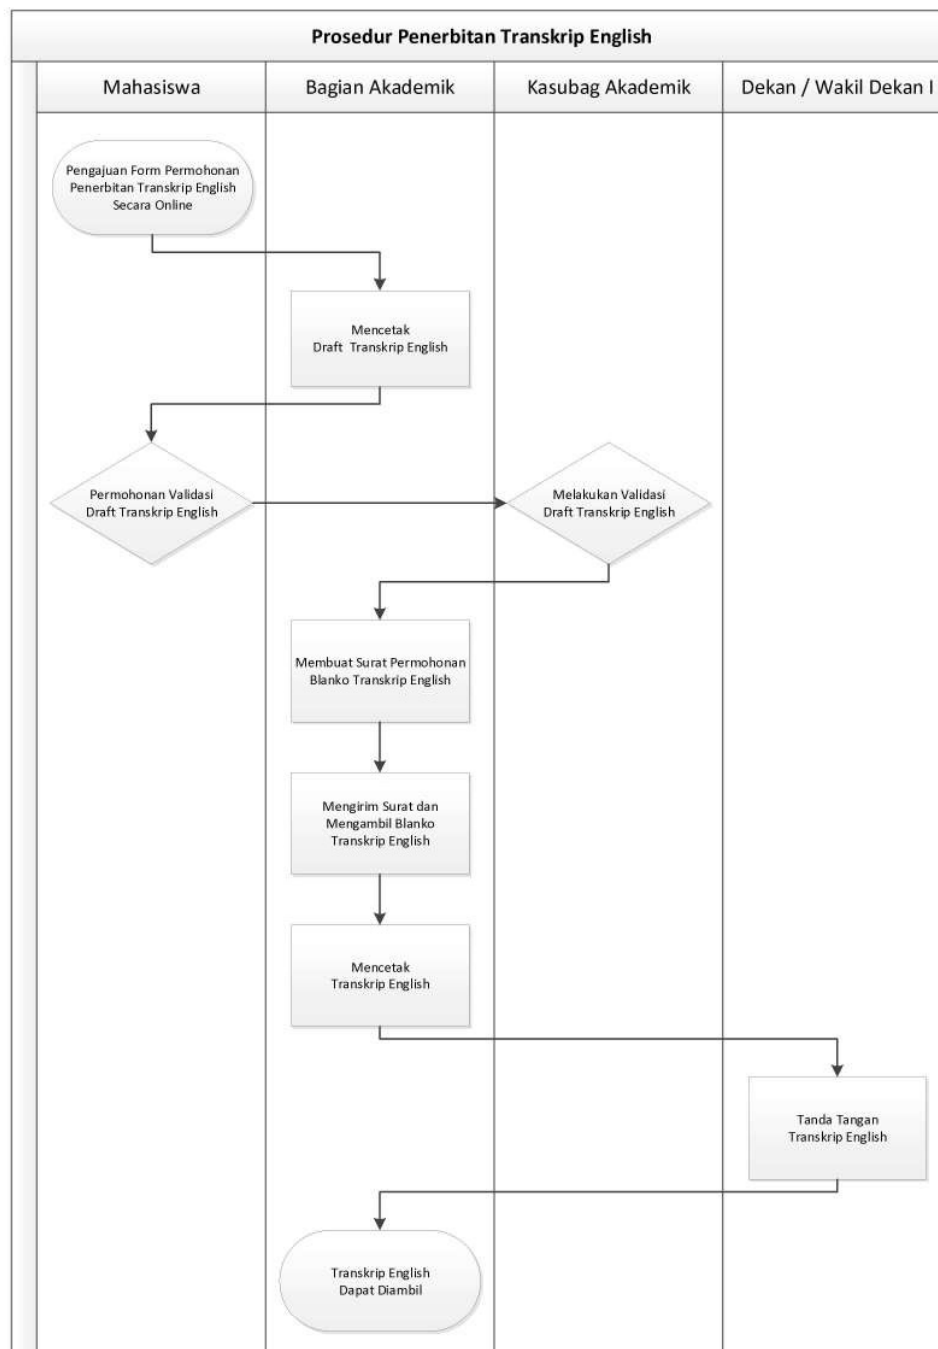 Prosedur Penerbitan Transkrip English
Mahasiswa
Bagian Akademik
Kasubag Akademik
Dekan / Wakil Dekan I
Pengajuan Form Permohonan
Penerbitan Transkrip English
Secara Online
Mencetak
Draft Transkrip English
Permohonan Validasi
Draft Transkrip English
Melakukan Validasi
Draft Transkrip English
Membuat Surat Permohonan
Blanko Transkrip English
Mengirim Surat dan
Mengambil Blanko
Transkrip English
Mencetak
Transkrip English
Tanda Tangan
Transkrip English
Transkrip English
Dapat Diambil